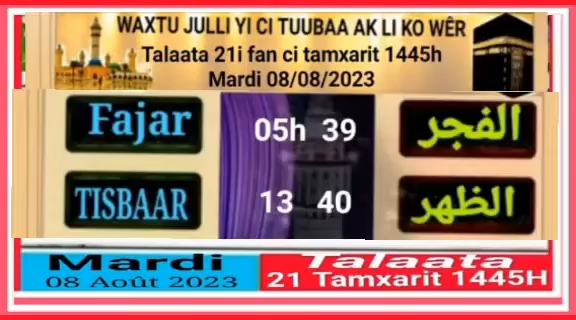 WAXTU JULLI YI CI TUUBAA AK LI KO WÊR
Talaata 21i fan ci tamxarit 1445h
Mardi 08/08/2023
Fajar 05h 39 الفجر
TISBAAR 13 40 الظهر
Mardi Talaata
08 Août 2023 21 Tamxarit 1445H